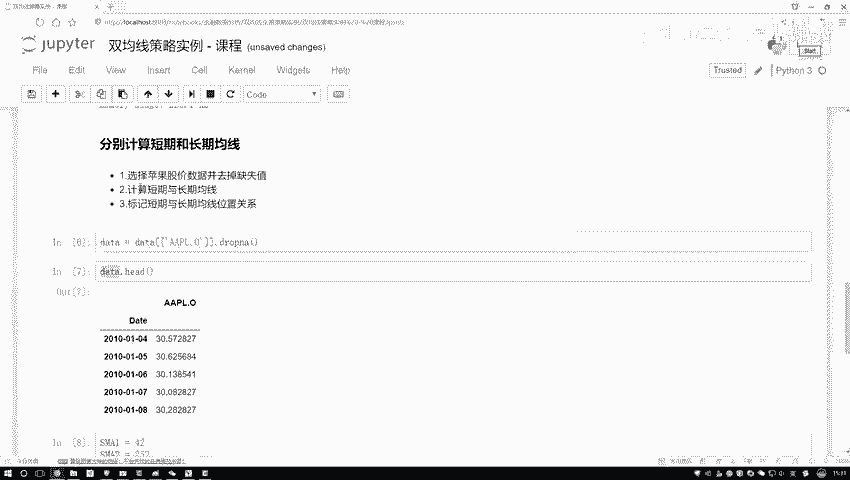 jupyter 双均线策略实例 - 课程 (unsaved changes)
File Edit View Insert Cell Kernel Widgets Help
Trusted Python 3
Code
分别计算短期和长期均线
1.选择苹果股价数据并去掉缺失值
2.计算短期与长期均线
3.标记短期与长期均线位置关系
In [6]: data = data[['AAPL.O']].dropna()
In [7]: data.head()
Out[7]:
AAPL.O
Date
2010-01-04 30.572827
2010-01-05 30.625684
2010-01-06 30.138541
2010-01-07 30.082827
2010-01-08 30.282827
In [8]: SMA1 = 42
SMA2 = 252